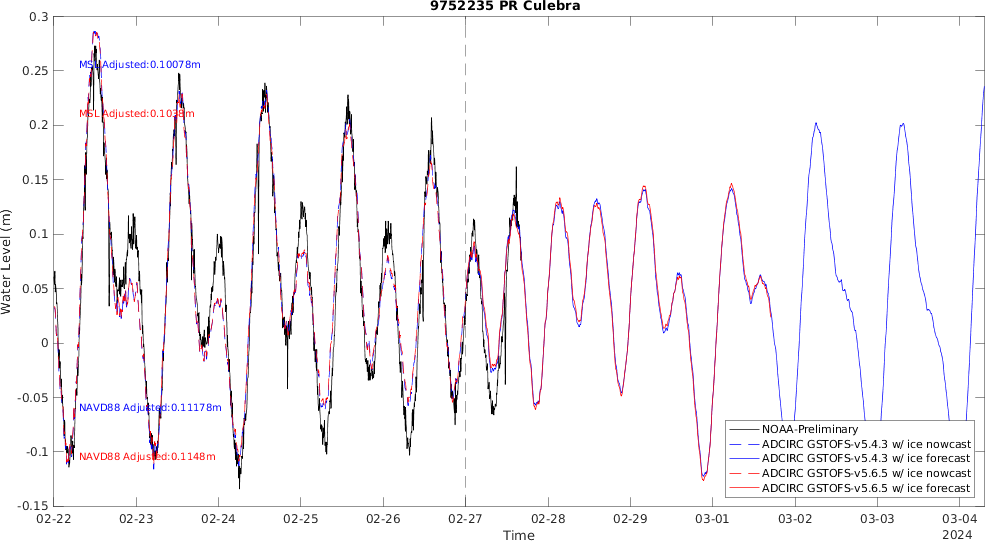 9752235 PR Culebra
0.3
0.25
0.2
0.15
0.1
0.05
0
-0.05
-0.1
-0.15
Water Level (m)
MSL Adjusted:0.10078m
MSL Adjusted:0.1038m
NAVD88 Adjusted:0.11178m
NAVD88 Adjusted:0.1148m
NOAA-Preliminary
ADCIRC GSTOFS-v5.4.3 w/ ice nowcast
ADCIRC GSTOFS-v5.4.3 w/ ice forecast
ADCIRC GSTOFS-v5.6.5 w/ ice nowcast
ADCIRC GSTOFS-v5.6.5 w/ ice forecast
02-22 02-23 02-24 02-25 02-26 02-27 02-28 02-29 03-01 03-02 03-03 03-04
Time
2024